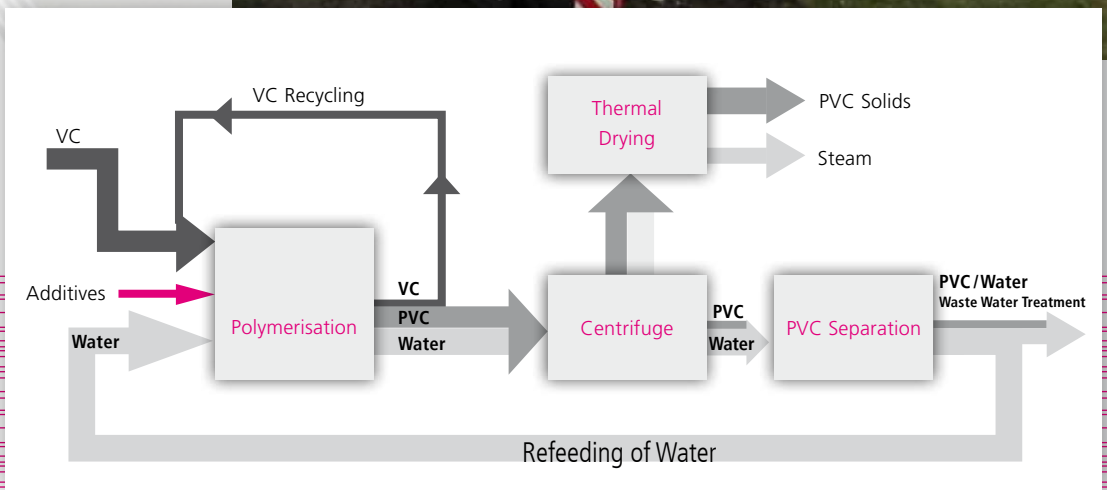 VC Recycling
VC
Thermal
Drying
PVC Solids
Steam
Additives
Water
Polymerisation
VC
PVC
Water
Centrifuge
PVC
Water
PVC Separation
PVC/Water
Waste Water Treatment
Refeeding of Water